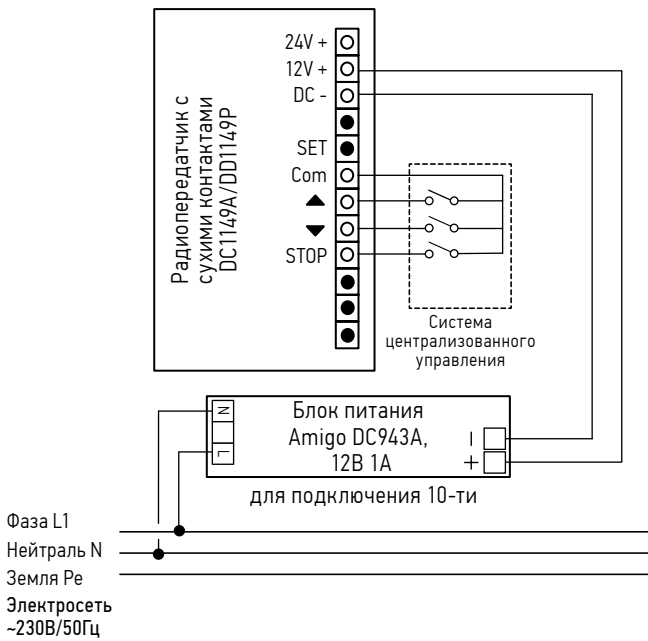 Радиопередатчик с
сухими контактами
DC1149A/DD1149P
24V +
12V +
DC -
SET
Com
▲
▼
STOP
Система
централизованного
управления
N
L
Блок питания
Amigo DC943A,
12В 1А
–
+
для подключения 10-ти
Фаза L1
Нейтраль N
Земля Pe
Электросеть
~230В/50Гц